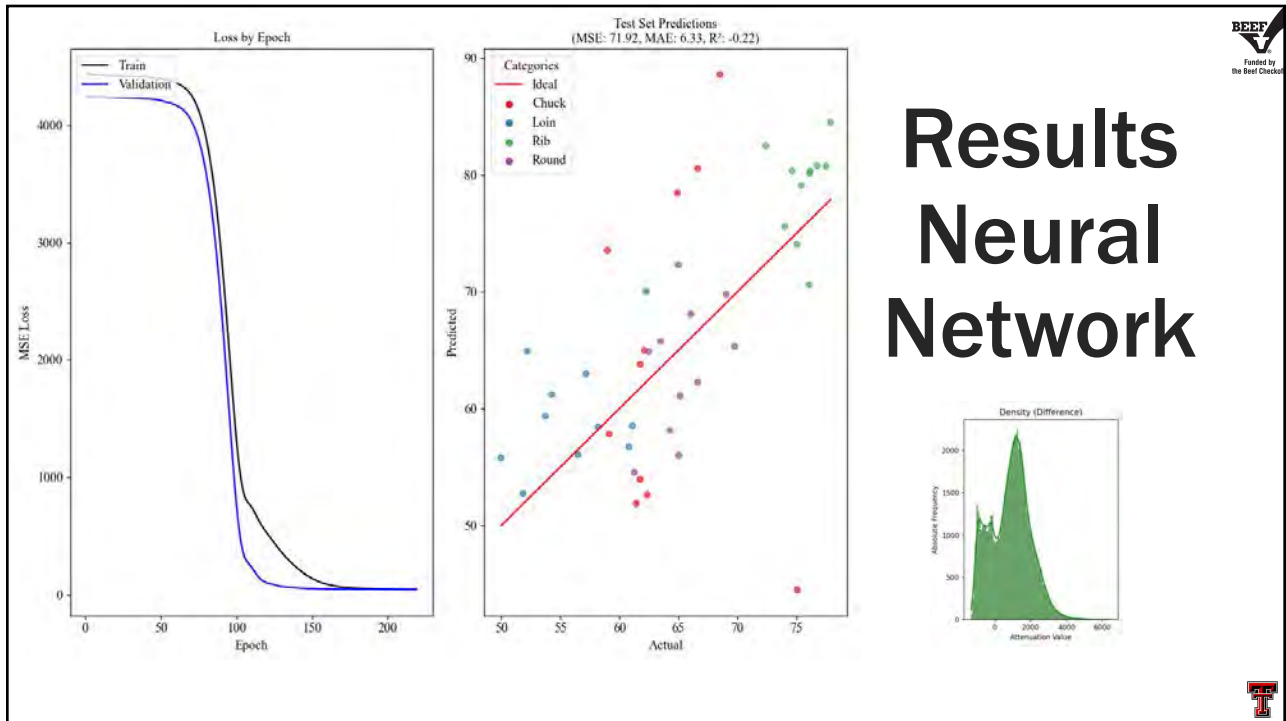 Loss by Epoch
Train
Validation
4000
3000
2000
1000
0
MSE Loss
0
50
100
150
200
Epoch
Test Set Predictions
(MSE: 71.92, MAE: 6.33, R²: -0.22)
Categories
Ideal
Chuck
Loin
Rib
Round
90
80
70
60
50
Predicted
50
55
60
65
70
75
Actual
BEEF
Funded by
the Beef Checkoff
Results
Neural
Network
Density (Difference)
2000
1500
1000
500
0
Absolute Frequency
0
2000
4000
6000
Attenuation Value